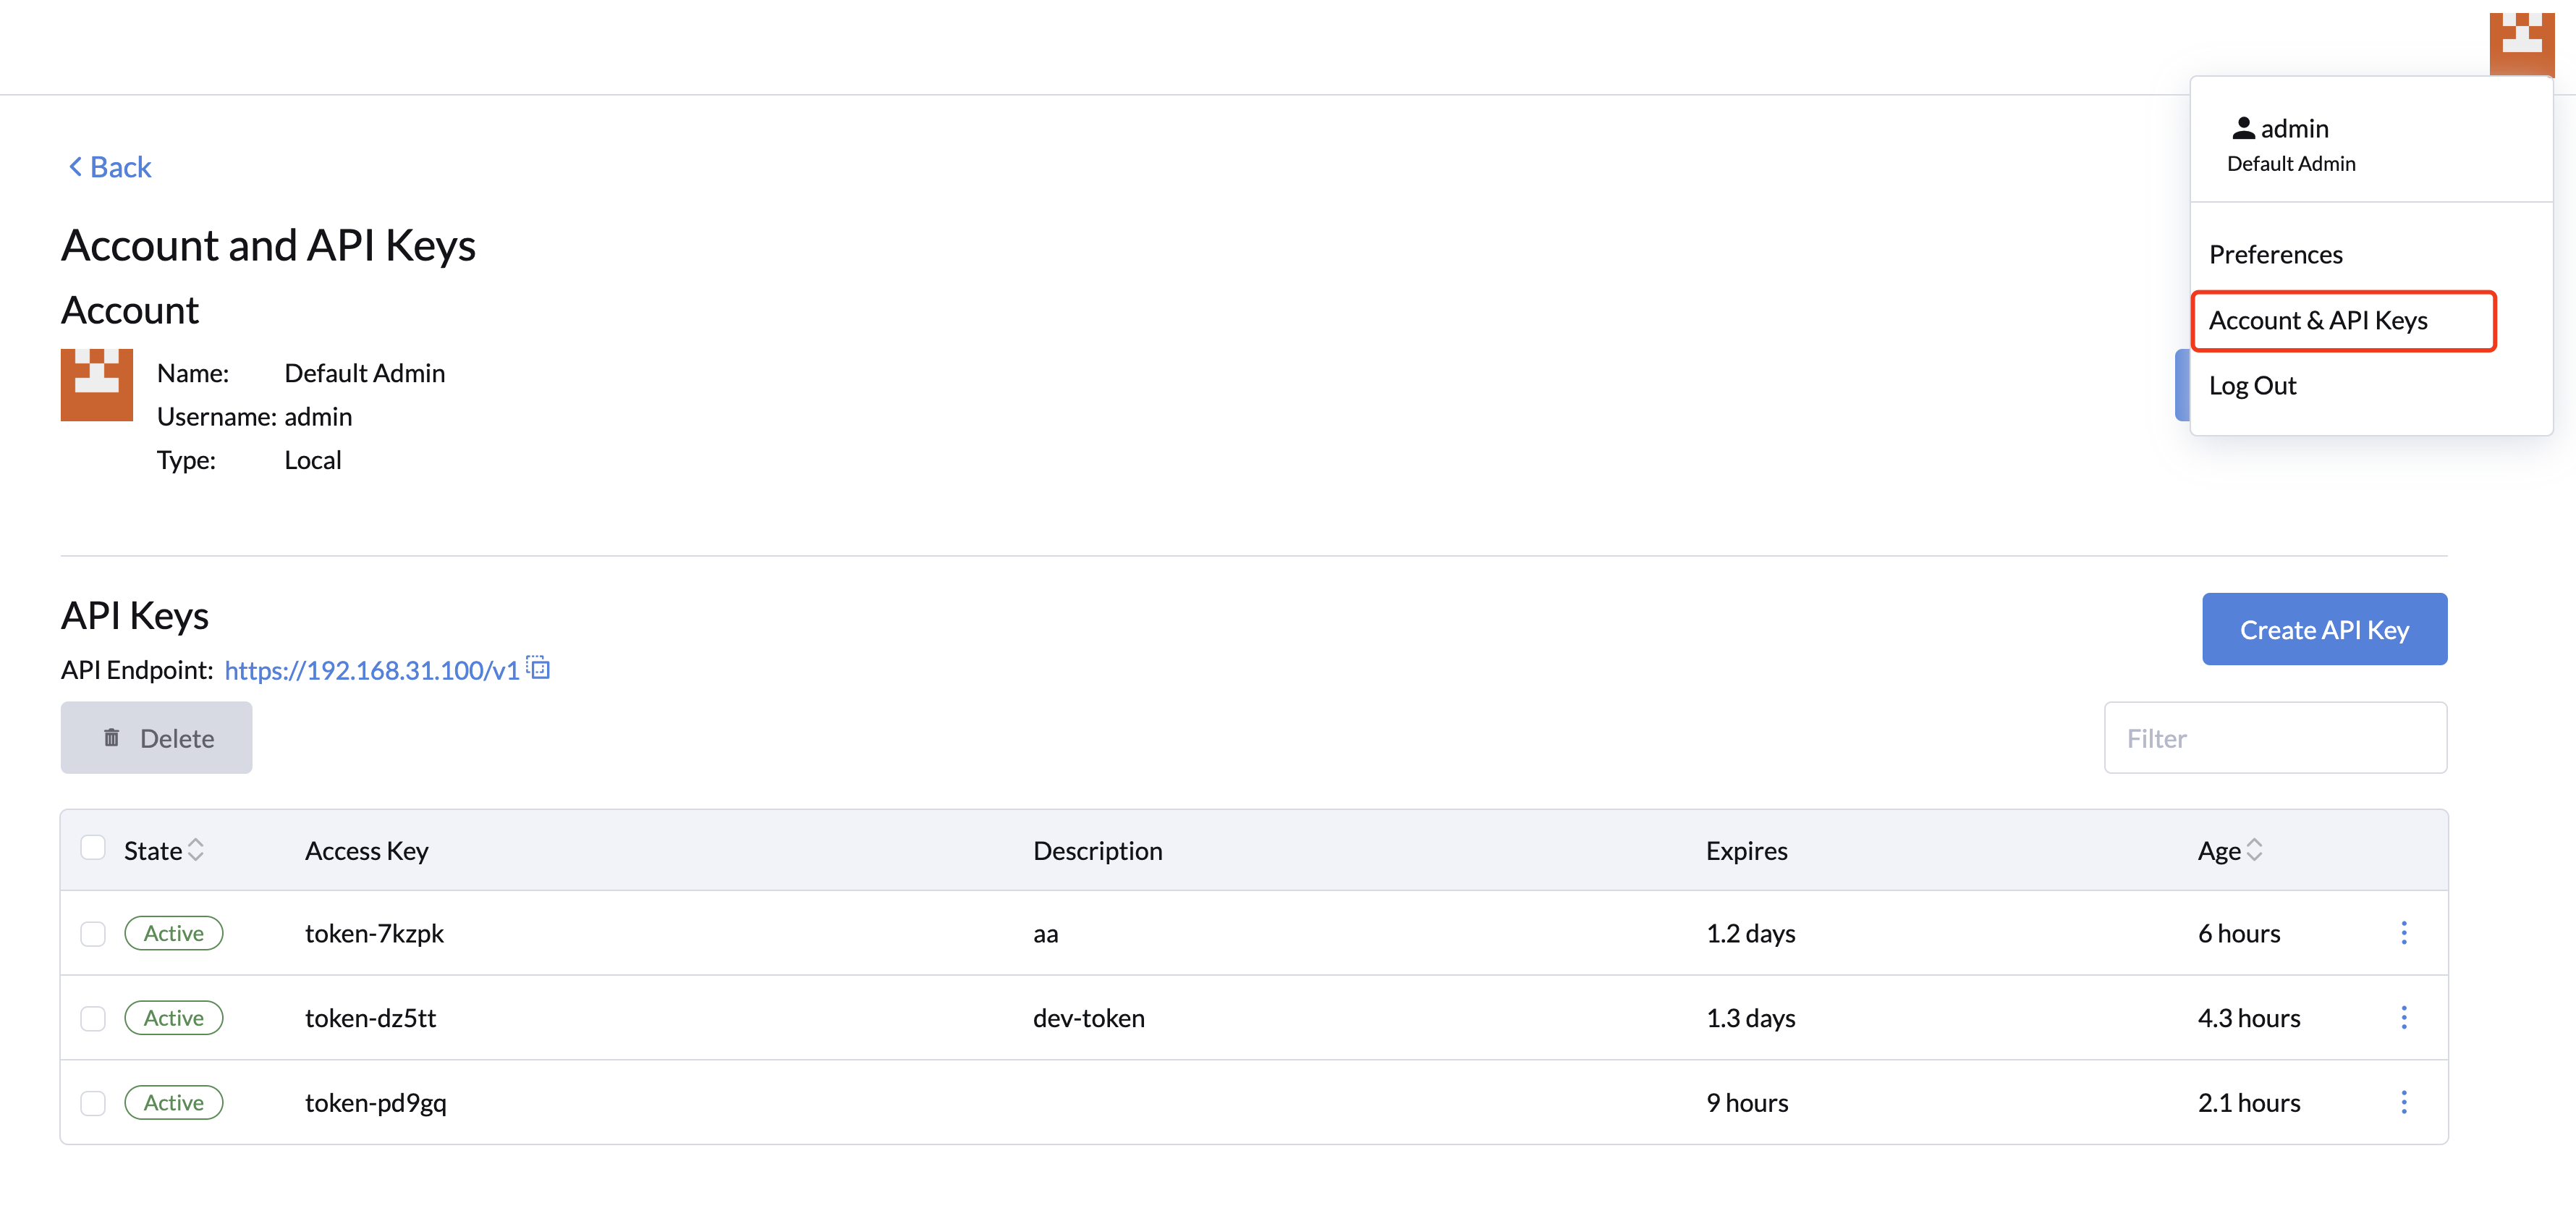 admin
Default Admin
Preferences
Account & API Keys
Log Out
Back
Account and API Keys
Account
Name: Default Admin
Username: admin
Type: Local
API Keys
Create API Key
API Endpoint: https://192.168.31.100/v1
Delete
Filter
State Access Key Description Expires Age
Active token-7kzpk aa 1.2 days 6 hours
Active token-dz5tt dev-token 1.3 days 4.3 hours
Active token-pd9gq 9 hours 2.1 hours